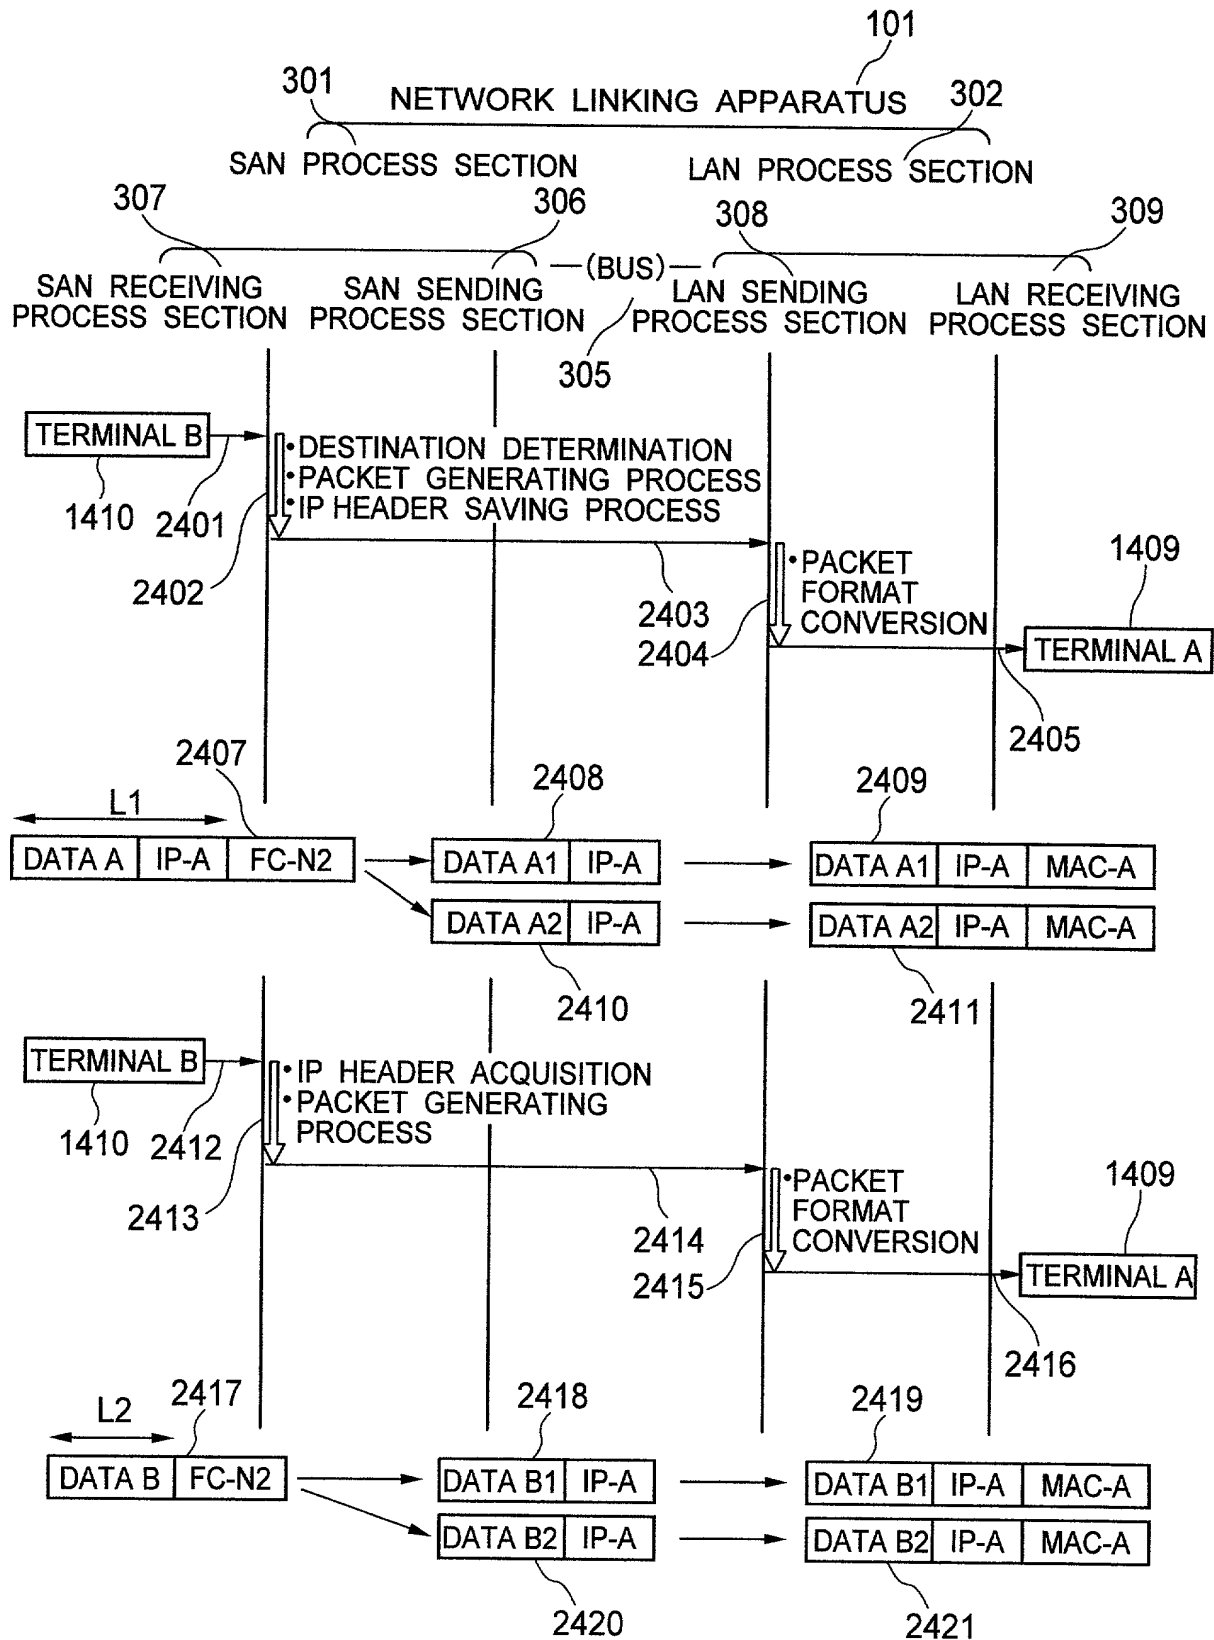 101
301
NETWORK LINKING APPARATUS
302
SAN PROCESS SECTION
LAN PROCESS SECTION
307
306
308
309
(BUS)
SAN RECEIVING
PROCESS SECTION
SAN SENDING
PROCESS SECTION
LAN SENDING
PROCESS SECTION
LAN RECEIVING
PROCESS SECTION
305
TERMINAL B
•DESTINATION DETERMINATION
•PACKET GENERATING PROCESS
•IP HEADER SAVING PROCESS
1410
2401
2402
2403
•PACKET
FORMAT
CONVERSION
1409
2404
TERMINAL A
2405
2407
2408
2409
L1
DATA A IP-A FC-N2
DATA A1 IP-A
DATA A1 IP-A MAC-A
DATA A2 IP-A
DATA A2 IP-A MAC-A
2410
2411
TERMINAL B
•IP HEADER ACQUISITION
•PACKET GENERATING
PROCESS
1410
2412
2413
2414
•PACKET
FORMAT
CONVERSION
1409
2415
TERMINAL A
2416
2417
2418
2419
L2
DATA B FC-N2
DATA B1 IP-A
DATA B1 IP-A MAC-A
DATA B2 IP-A
DATA B2 IP-A MAC-A
2420
2421